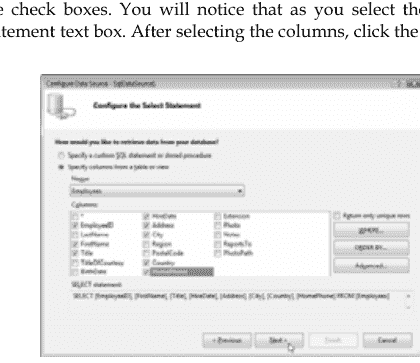 e check boxes. You will notice that as you select the
atement text box. After selecting the columns, click the
Configure Data Source - SqlDataSource1
Configure the Select Statement
How would you like to retrieve data from your database?
Specify a custom SQL statement or stored procedure
Specify columns from a table or view
Name:
Employees
Columns:
* HireDate Extension Return only unique rows
EmployeeID Address Photo
LastName City Notes WHERE...
FirstName Region ReportsTo
Title PostalCode PhotoPath ORDER BY...
TitleOfCourtesy Country
BirthDate HomePhone Advanced...
SELECT statement:
SELECT [EmployeeID], [FirstName], [Title], [HireDate], [Address], [City], [Country], [HomePhone] FROM [Employees]
< Previous Next > Finish Cancel